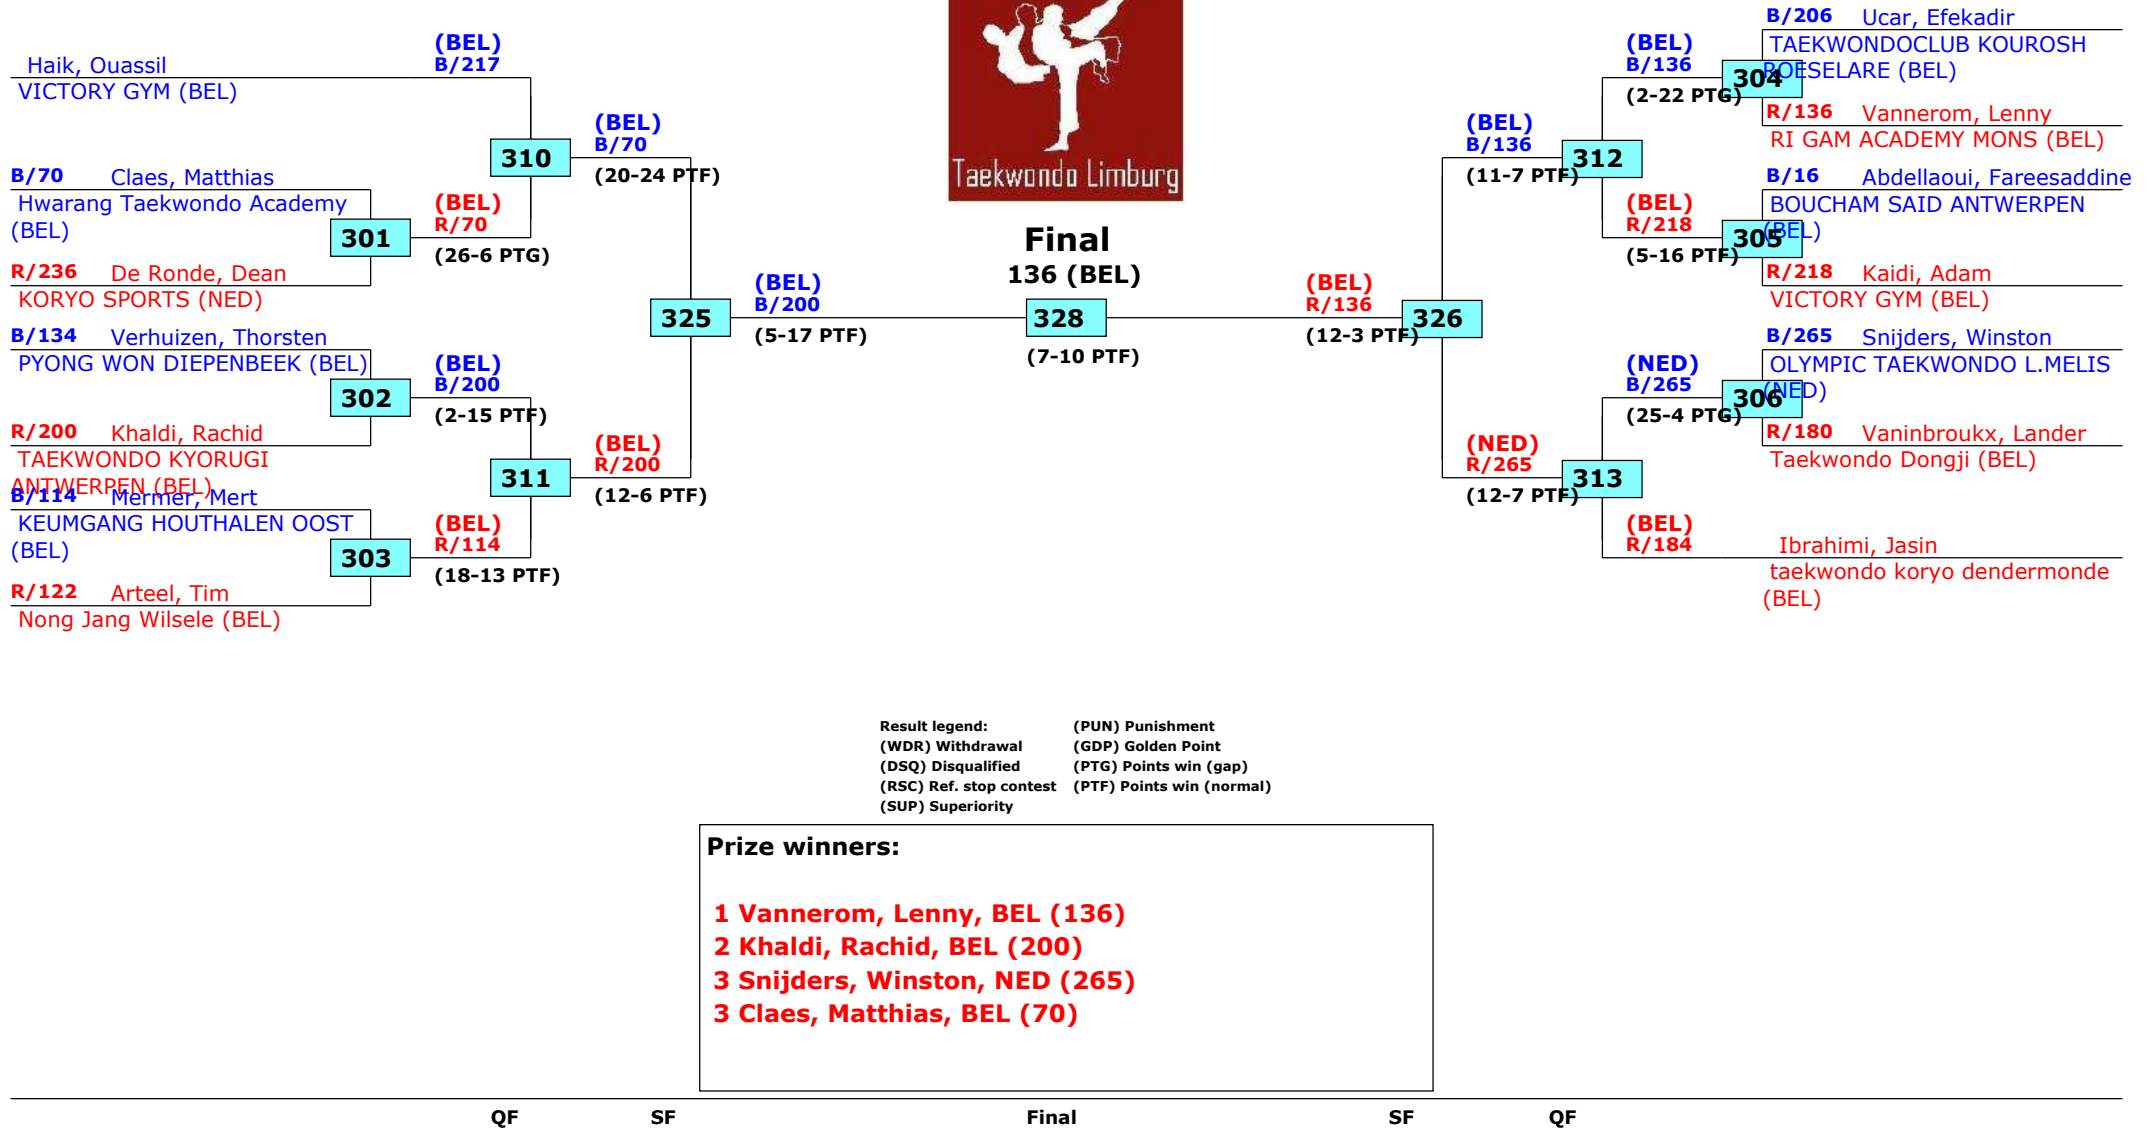 Haik, Ouassil
VICTORY GYM (BEL)
(BEL)
B/217
B/70 Claes, Matthias
Hwarang Taekwondo Academy
(BEL)
301
R/236 De Ronde, Dean
KORYO SPORTS (NED)
(BEL)
R/70
(26-6 PTG)
310
(BEL)
B/70
(20-24 PTF)
B/134 Verhuizen, Thorsten
PYONG WON DIEPENBEEK (BEL)
302
R/200 Khaldi, Rachid
TAEKWONDO KYORUGI
ANTWERPEN (BEL)
(BEL)
B/200
(2-15 PTF)
B/114 Mermer, Mert
KEUMGANG HOUTHALEN OOST
(BEL)
303
R/122 Arteel, Tim
Nong Jang Wilsele (BEL)
(BEL)
R/114
(18-13 PTF)
311
(BEL)
R/200
(12-6 PTF)
325
(BEL)
B/200
(5-17 PTF)
Taekwondo Limburg
Final
136 (BEL)
328
(7-10 PTF)
(BEL)
R/136
(12-3 PTF)
326
(BEL)
B/136
(11-7 PTF)
312
(BEL)
B/136
(2-22 PTG)
304
B/206 Ucar, Efekadir
TAEKWONDOCLUB KOUROSH
ROESELARE (BEL)
R/136 Vannerom, Lenny
RI GAM ACADEMY MONS (BEL)
(BEL)
R/218
(5-16 PTF)
305
B/16 Abdellaoui, Fareesaddine
BOUCHAM SAID ANTWERPEN
(BEL)
R/218 Kaidi, Adam
VICTORY GYM (BEL)
(NED)
R/265
(12-7 PTF)
313
(NED)
B/265
(25-4 PTG)
306
B/265 Snijders, Winston
OLYMPIC TAEKWONDO L.MELIS
(NED)
R/180 Vaninbroukx, Lander
Taekwondo Dongji (BEL)
(BEL)
R/184
Ibrahimi, Jasin
taekwondo koryo dendermonde
(BEL)
Result legend:
(WDR) Withdrawal
(DSQ) Disqualified
(RSC) Ref. stop contest
(SUP) Superiority
(PUN) Punishment
(GDP) Golden Point
(PTG) Points win (gap)
(PTF) Points win (normal)
Prize winners:
1 Vannerom, Lenny, BEL (136)
2 Khaldi, Rachid, BEL (200)
3 Snijders, Winston, NED (265)
3 Claes, Matthias, BEL (70)
QF SF Final SF QF